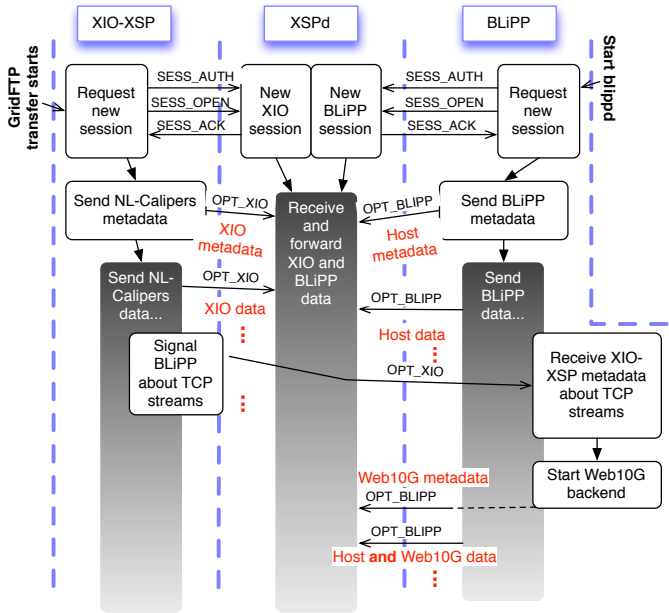 XIO-XSP
XSPd
BLiPP
GridFTP
transfer starts
Start blippd
Request
new
session
SESS_AUTH
SESS_OPEN
SESS_ACK
New
XIO
session
New
BLiPP
session
SESS_AUTH
SESS_OPEN
SESS_ACK
Request
new
session
Send NL-Calipers
metadata
OPT_XIO
XIO
metadata
Receive
and
forward
XIO and
BLiPP
data
OPT_BLIPP
Host
metadata
Send BLiPP
metadata
Send NL-
Calipers
data...
OPT_XIO
XIO data
OPT_BLIPP
Host data
Send
BLiPP
data...
Signal
BLiPP
about TCP
streams
OPT_XIO
Receive XIO-
XSP metadata
about TCP
streams
Web10G metadata
OPT_BLIPP
Start Web10G
backend
OPT_BLIPP
Host and Web10G data